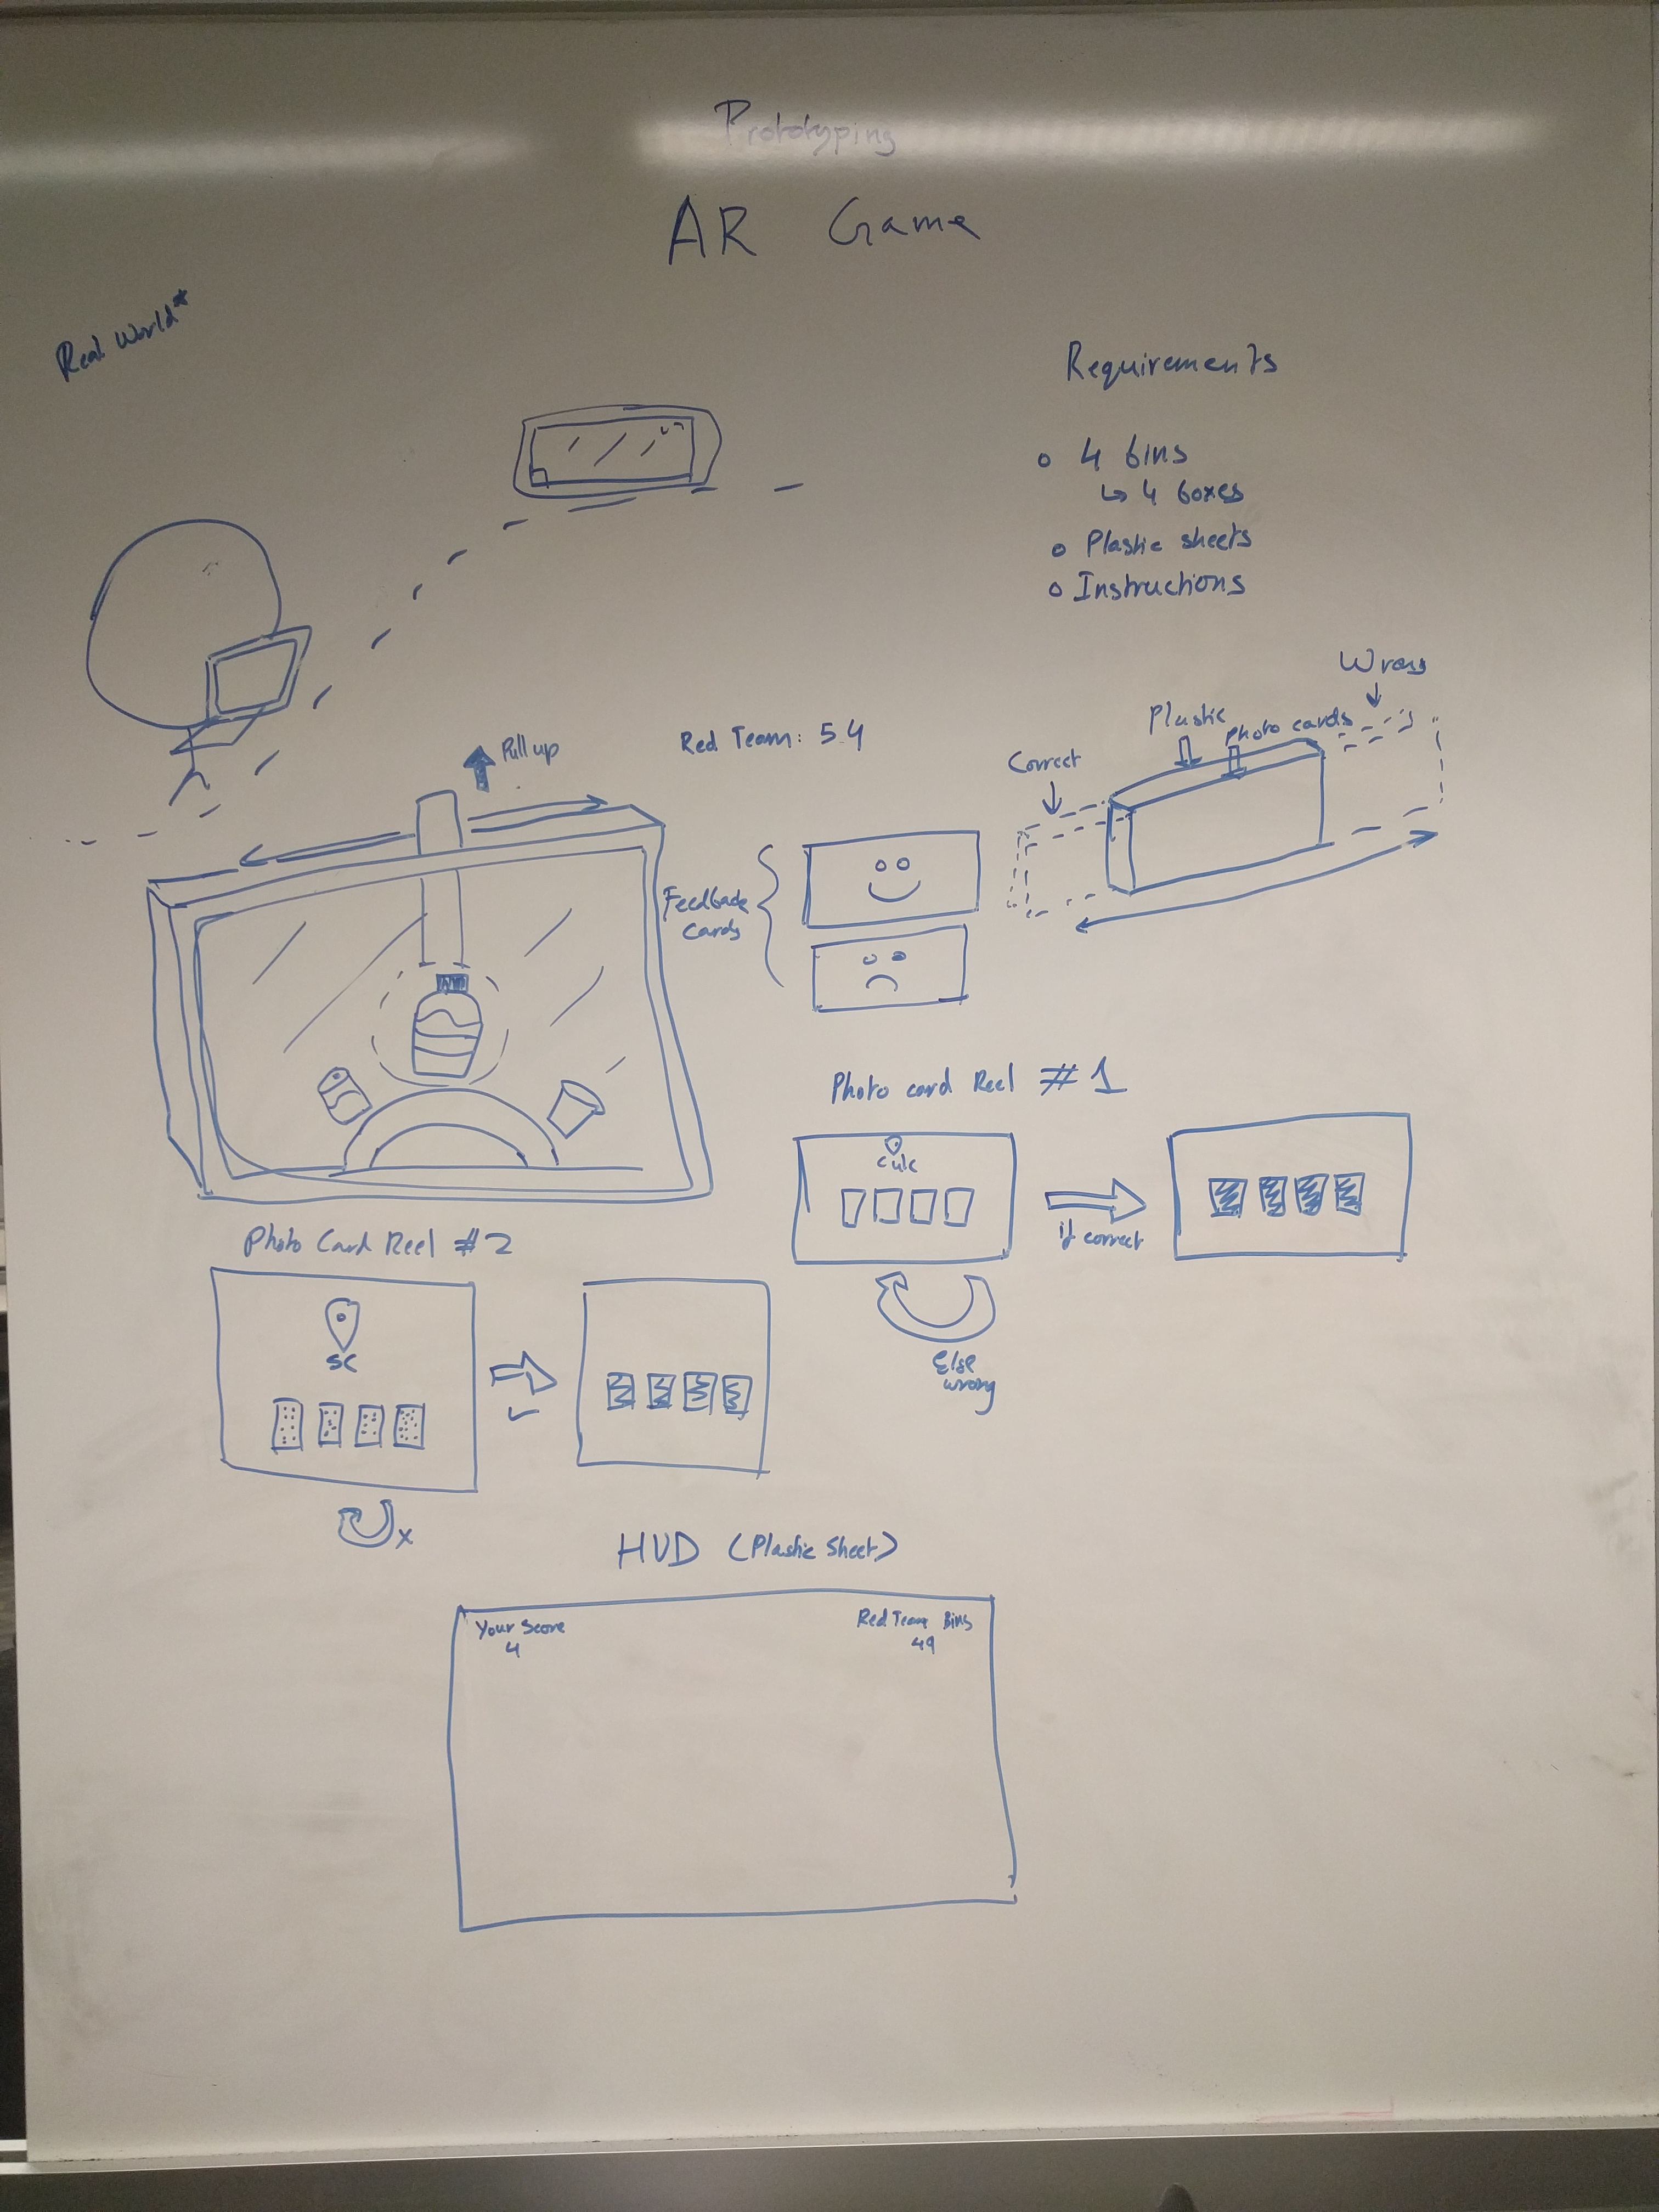 Prototyping
AR Game
Real World*
Requirements
o 4 bins
↳ 4 boxes
o Plastic sheets
o Instructions
Wrong
Plastic
Photo cards
Correct
Pull up
Red Team: 54
Feedback
Cards
Photo card Reel #1
Culc
if correct
Else
wrong
Photo Card Reel #2
SC
✓
x
HUD (Plastic Sheet)
Your Score
4
Red Team Bins
49